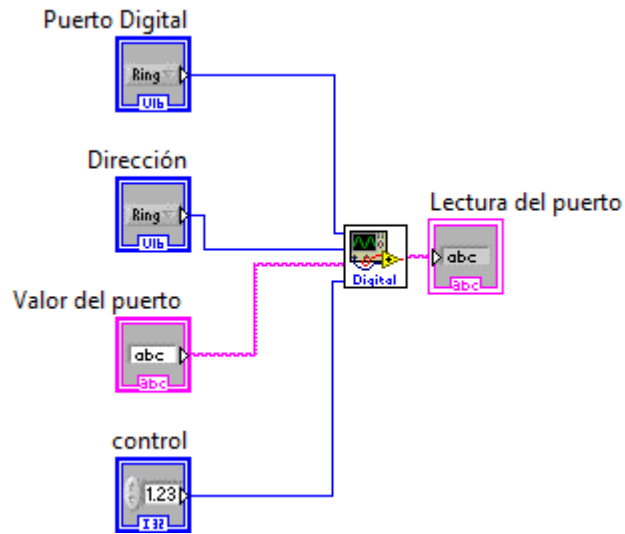 Puerto Digital
Ring
U16
Dirección
Ring
U16
Lectura del puerto
Digital
abc
abc
Valor del puerto
abc
abc
control
1.23
I32